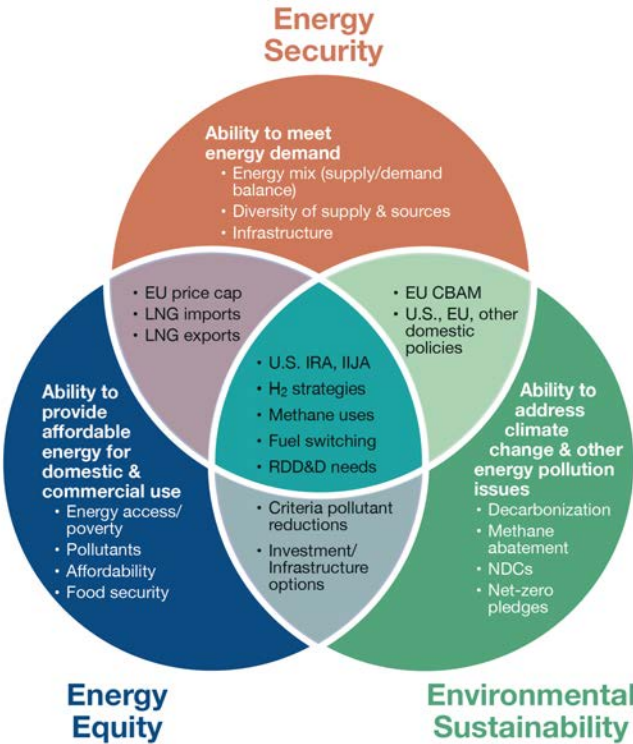 Energy
Security
Ability to meet
energy demand
• Energy mix (supply/demand
balance)
• Diversity of supply & sources
• Infrastructure
• EU price cap
• LNG imports
• LNG exports
• EU CBAM
• U.S., EU, other
domestic
policies
• U.S. IRA, IIJA
• H₂ strategies
• Methane uses
• Fuel switching
• RDD&D needs
Ability to
provide
affordable
energy for
domestic &
commercial use
• Energy access/
poverty
• Pollutants
• Affordability
• Food security
Ability to
address
climate
change & other
energy pollution
issues
• Decarbonization
• Methane
abatement
• NDCs
• Net-zero
pledges
• Criteria pollutant
reductions
• Investment/
Infrastructure
options
Energy
Equity
Environmental
Sustainability